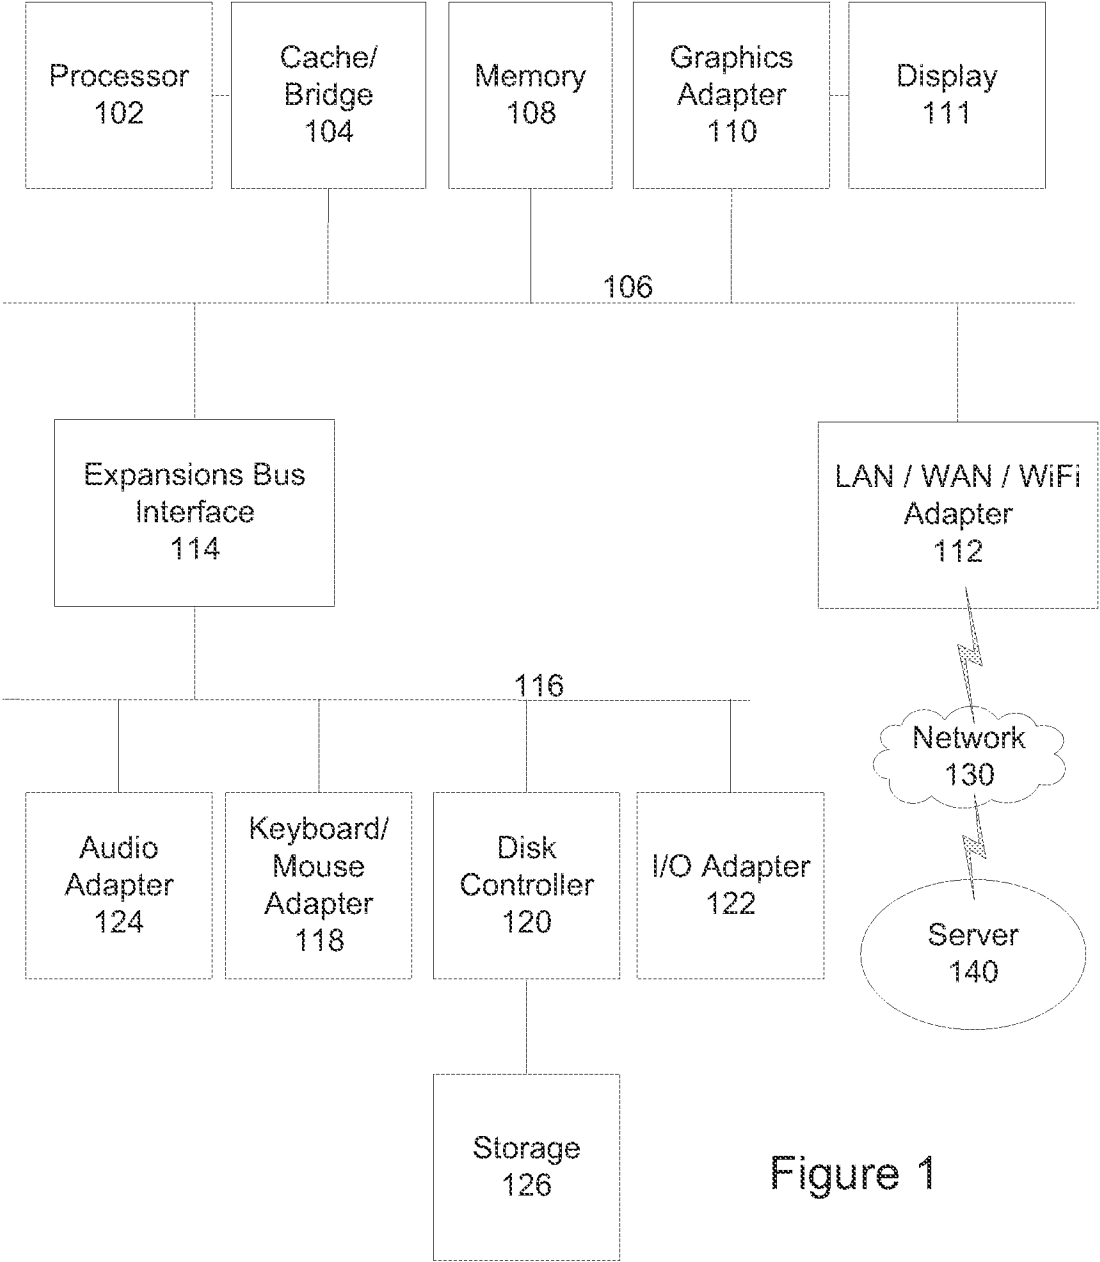 Processor
102
Cache/
Bridge
104
Memory
108
Graphics
Adapter
110
Display
111
106
Expansions Bus
Interface
114
LAN / WAN / WiFi
Adapter
112
116
Network
130
Audio
Adapter
124
Keyboard/
Mouse
Adapter
118
Disk
Controller
120
I/O Adapter
122
Server
140
Storage
126
Figure 1